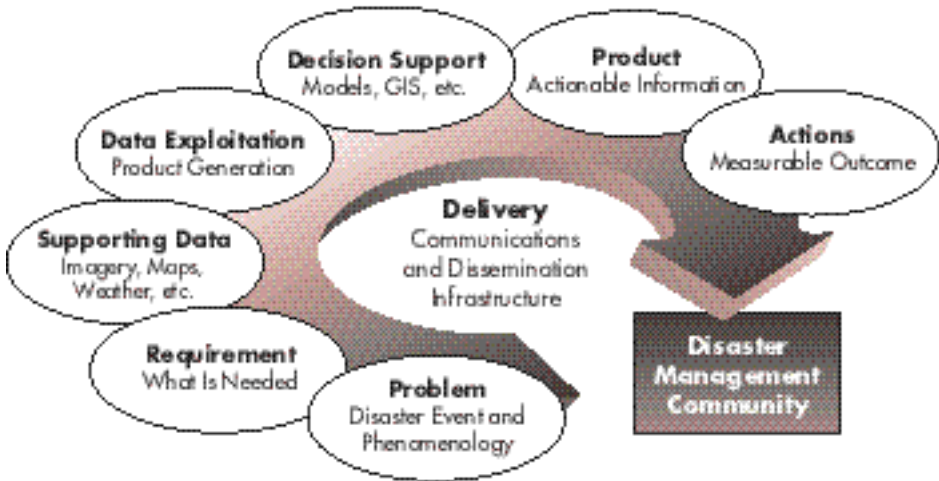 Decision Support
Models, GIS, etc.
Product
Actionable Information
Data Exploitation
Product Generation
Actions
Measurable Outcome
Supporting Data
Imagery, Maps,
Weather, etc.
Delivery
Communications
and Dissemination
Infrastructure
Requirement
What Is Needed
Problem
Disaster Event and
Phenomenology
Disaster
Management
Community